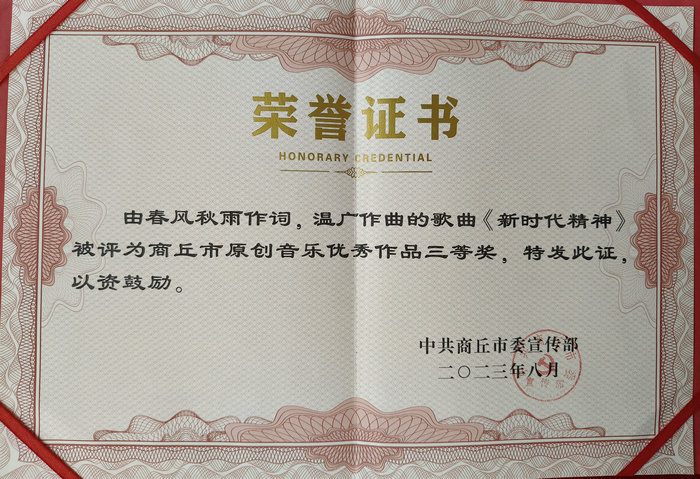 荣誉证书
HONORARY CREDENTIAL
由春风秋雨作词，温广作曲的歌曲《新时代精神》
被评为商丘市原创音乐优秀作品三等奖，特发此证，
以资鼓励。
中共商丘市委宣传部
二〇二三年八月
宣传部